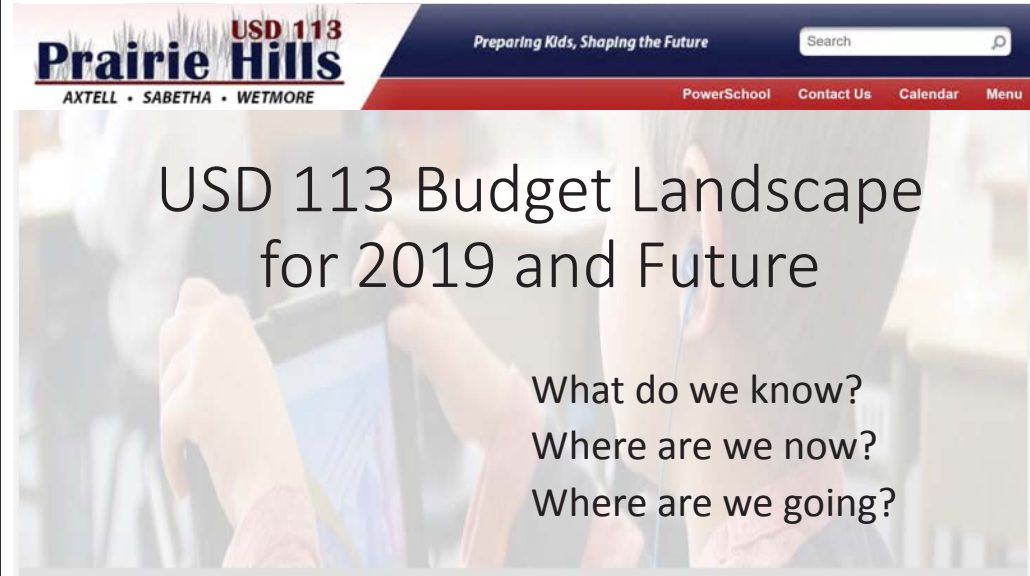 USD 113
Prairie Hills
AXTELL • SABETHA • WETMORE
Preparing Kids, Shaping the Future
Search
PowerSchool Contact Us Calendar Menu
USD 113 Budget Landscape
for 2019 and Future
What do we know?
Where are we now?
Where are we going?